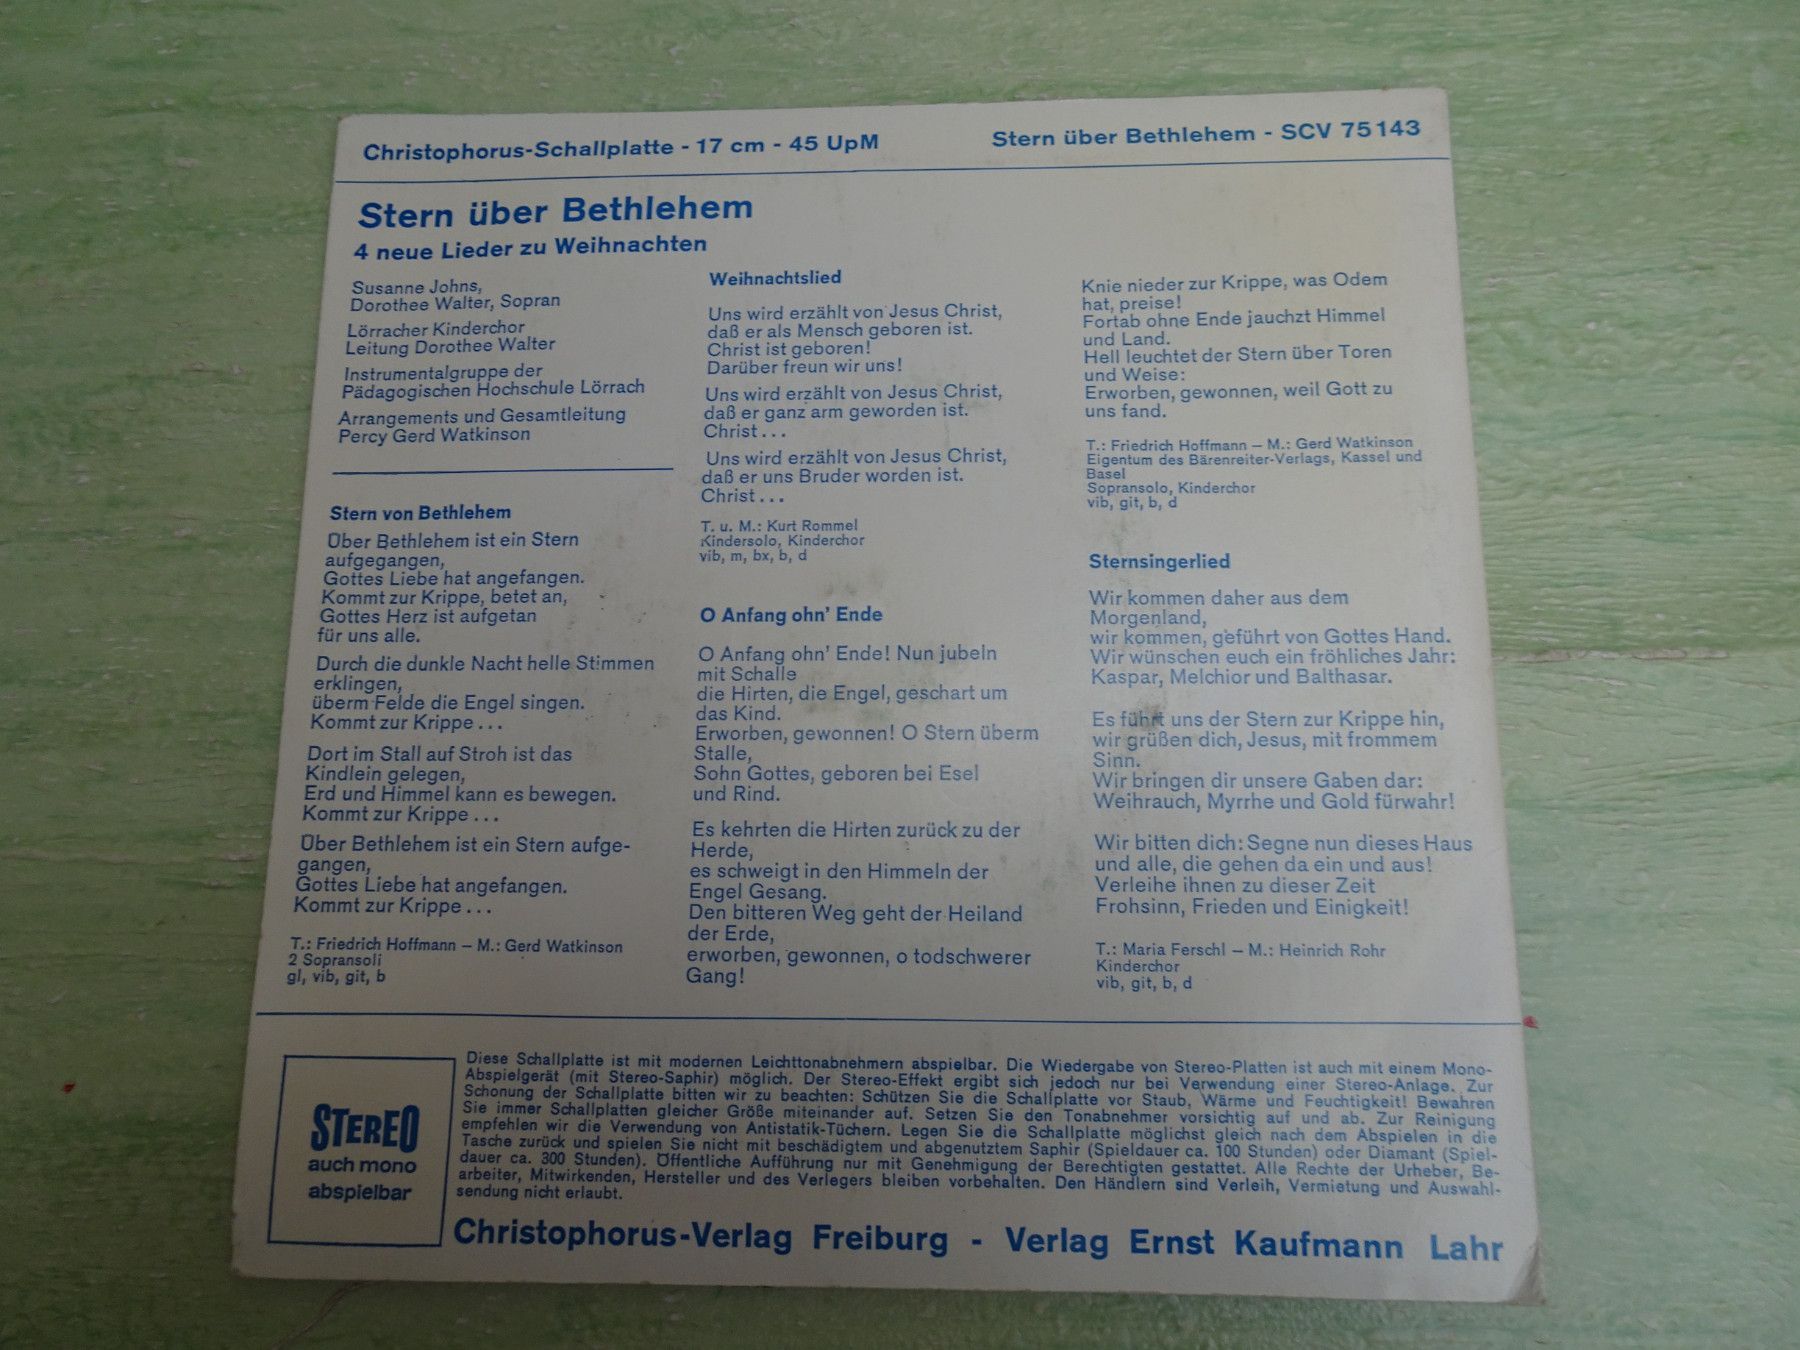 Christophorus-Schallplatte - 17 cm - 45 UpM
Stern über Bethlehem - SCV 75143
Stern über Bethlehem
4 neue Lieder zu Weihnachten
Susanne Johns,
Dorothee Walter, Sopran
Lörracher Kinderchor
Leitung Dorothee Walter
Instrumentalgruppe der
Pädagogischen Hochschule Lörrach
Arrangements und Gesamtleitung
Percy Gerd Watkinson
Stern von Bethlehem
Über Bethlehem ist ein Stern
aufgegangen,
Gottes Liebe hat angefangen.
Kommt zur Krippe, betet an,
Gottes Herz ist aufgetan
für uns alle.
Durch die dunkle Nacht helle Stimmen
erklingen,
überm Felde die Engel singen.
Kommt zur Krippe...
Dort im Stall auf Stroh ist das
Kindlein gelegen,
Erd und Himmel kann es bewegen.
Kommt zur Krippe...
Über Bethlehem ist ein Stern aufge-
gangen,
Gottes Liebe hat angefangen.
Kommt zur Krippe...
T.: Friedrich Hoffmann – M.: Gerd Watkinson
2 Sopransoli
gl, vib, git, b
Weihnachtslied
Uns wird erzählt von Jesus Christ,
daß er als Mensch geboren ist.
Christ ist geboren!
Darüber freun wir uns!
Uns wird erzählt von Jesus Christ,
daß er ganz arm geworden ist.
Christ...
Uns wird erzählt von Jesus Christ,
daß er uns Bruder worden ist.
Christ...
T. u. M.: Kurt Rommel
Kindersolo, Kinderchor
vib, m, bx, b, d
O Anfang ohn' Ende
O Anfang ohn' Ende! Nun jubeln
mit Schalle
die Hirten, die Engel, geschart um
das Kind.
Erworben, gewonnen! O Stern überm
Stalle,
Sohn Gottes, geboren bei Esel
und Rind.
Es kehrten die Hirten zurück zu der
Herde,
es schweigt in den Himmeln der
Engel Gesang.
Den bitteren Weg geht der Heiland
der Erde,
erworben, gewonnen, o todschwerer
Gang!
Knie nieder zur Krippe, was Odem
hat, preise!
Fortab ohne Ende jauchzt Himmel
und Land.
Hell leuchtet der Stern über Toren
und Weise:
Erworben, gewonnen, weil Gott zu
uns fand.
T.: Friedrich Hoffmann – M.: Gerd Watkinson
Eigentum des Bärenreiter-Verlags, Kassel und
Basel
Sopransolo, Kinderchor
vib, git, b, d
Sternsingerlied
Wir kommen daher aus dem
Morgenland,
wir kommen, geführt von Gottes Hand.
Wir wünschen euch ein fröhliches Jahr:
Kaspar, Melchior und Balthasar.
Es führt uns der Stern zur Krippe hin,
wir grüßen dich, Jesus, mit frommem
Sinn.
Wir bringen dir unsere Gaben dar:
Weihrauch, Myrrhe und Gold fürwahr!
Wir bitten dich: Segne nun dieses Haus
und alle, die gehen da ein und aus!
Verleihe ihnen zu dieser Zeit
Frohsinn, Frieden und Einigkeit!
T.: Maria Ferschl – M.: Heinrich Rohr
Kinderchor
vib, git, b, d
STEREO
auch mono
abspielbar
Diese Schallplatte ist mit modernen Leichttonabnehmern abspielbar. Die Wiedergabe von Stereo-Platten ist auch mit einem Mono-
Abspielgerät (mit Stereo-Saphir) möglich. Der Stereo-Effekt ergibt sich jedoch nur bei Verwendung einer Stereo-Anlage. Zur
Schonung der Schallplatte bitten wir zu beachten: Schützen Sie die Schallplatte vor Staub, Wärme und Feuchtigkeit! Bewahren
Sie immer Schallplatten gleicher Größe miteinander auf. Setzen Sie den Tonabnehmer vorsichtig auf und ab. Zur Reinigung
empfehlen wir die Verwendung von Antistatik-Tüchern. Legen Sie die Schallplatte möglichst gleich nach dem Abspielen in die
Tasche zurück und spielen Sie nicht mit beschädigtem und abgenutztem Saphir (Spieldauer ca. 100 Stunden) oder Diamant (Spiel-
dauer ca. 300 Stunden). Öffentliche Aufführung nur mit Genehmigung der Berechtigten gestattet. Alle Rechte der Urheber, Be-
arbeiter, Mitwirkenden, Hersteller und des Verlegers bleiben vorbehalten. Den Händlern sind Verleih, Vermietung und Auswahl-
sendung nicht erlaubt.
Christophorus-Verlag Freiburg - Verlag Ernst Kaufmann Lahr